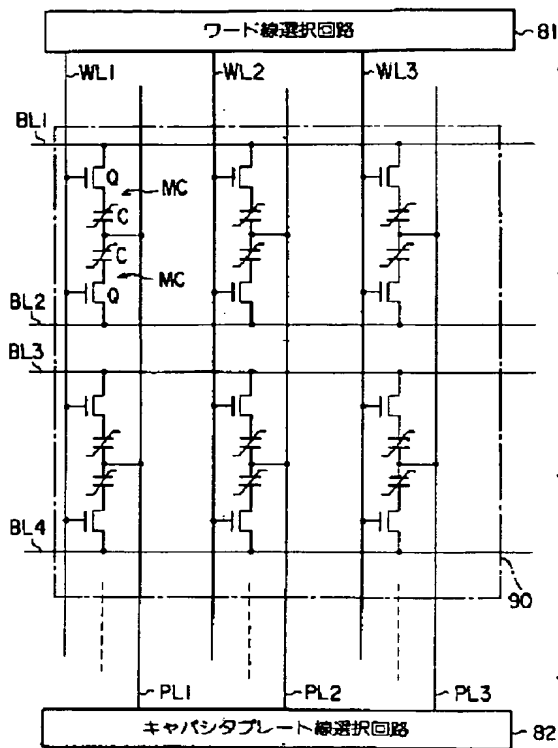 ワード線選択回路
81
WL1 WL2 WL3
BL1
Q
MC
C
C
MC
Q
BL2
BL3
BL4
90
PL1 PL2 PL3
キャパシタプレート線選択回路
82